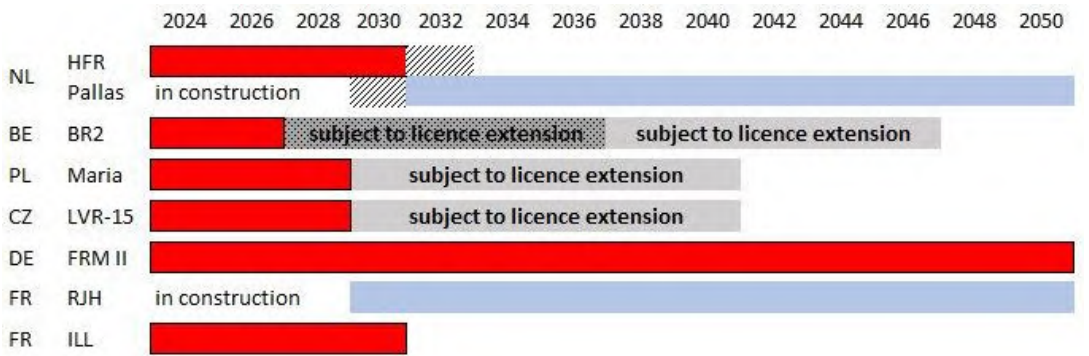 2024 2026 2028 2030 2032 2034 2036 2038 2040 2042 2044 2046 2048 2050
NL HFR
Pallas in construction
BE BR2 subject to licence extension subject to licence extension
PL Maria subject to licence extension
CZ LVR-15 subject to licence extension
DE FRM II
FR RJH in construction
FR ILL